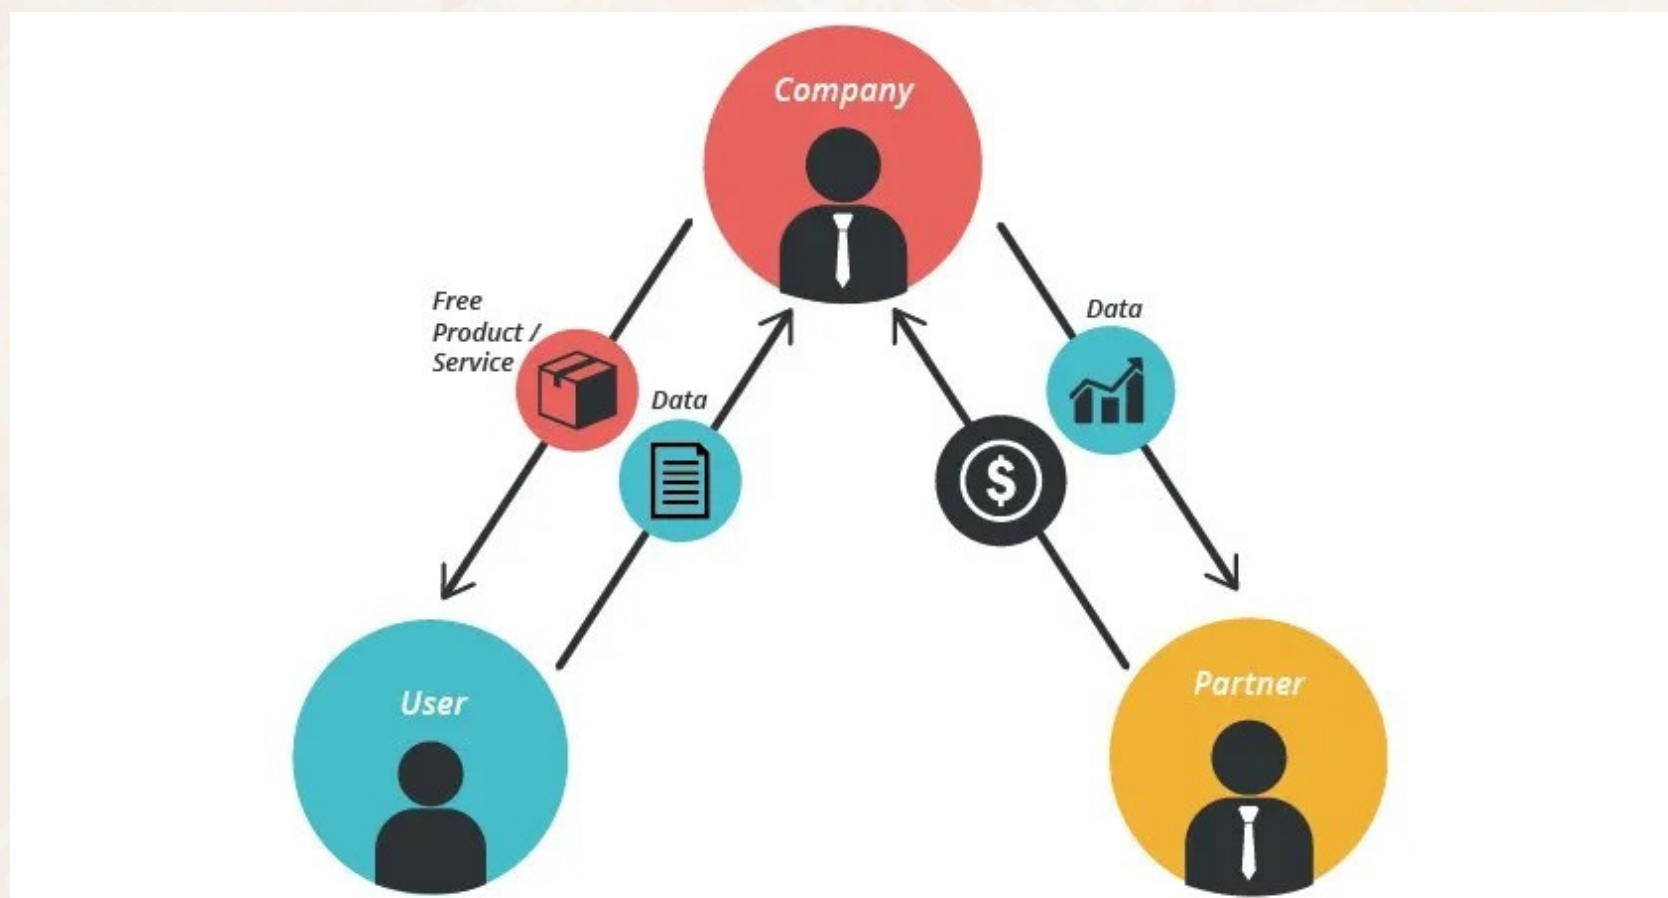 Company
Free
Product /
Service
Data
Data
$
User
Partner